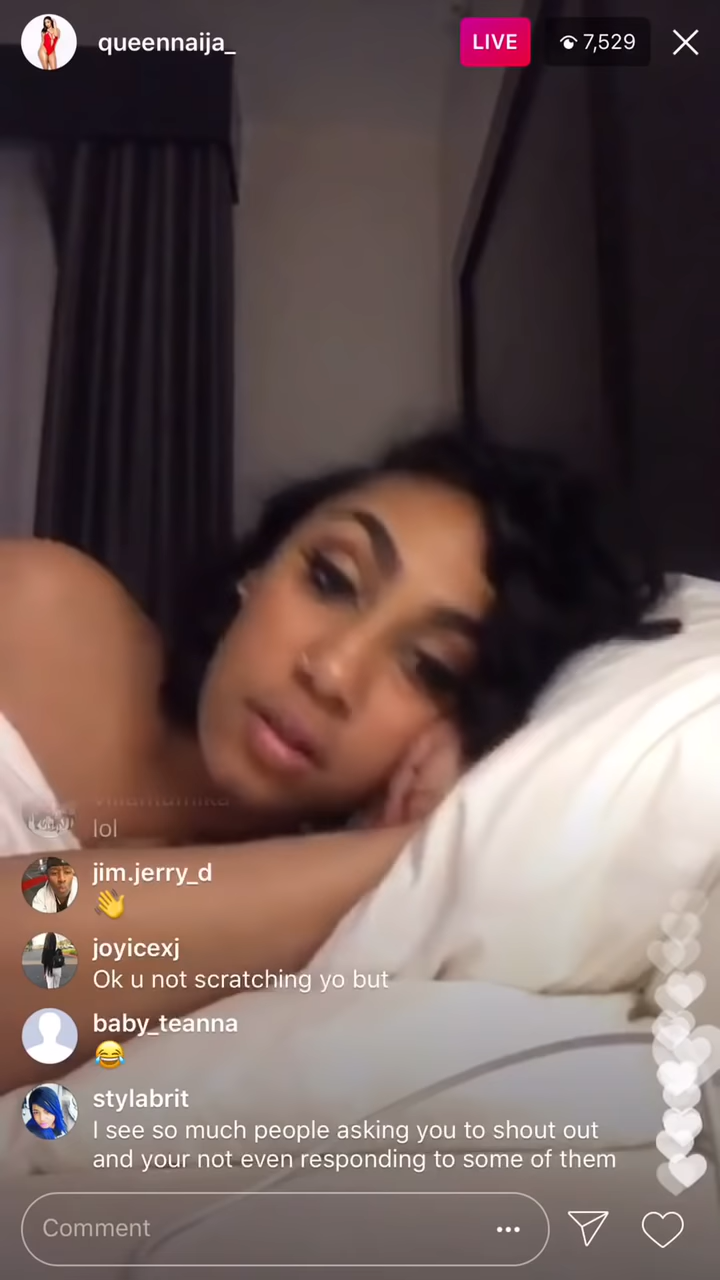 queennaija_
LIVE
7,529
lol
jim.jerry_d
👋
joyicexj
Ok u not scratching yo but
baby_teanna
😂
stylabrit
I see so much people asking you to shout out
and your not even responding to some of them
Comment